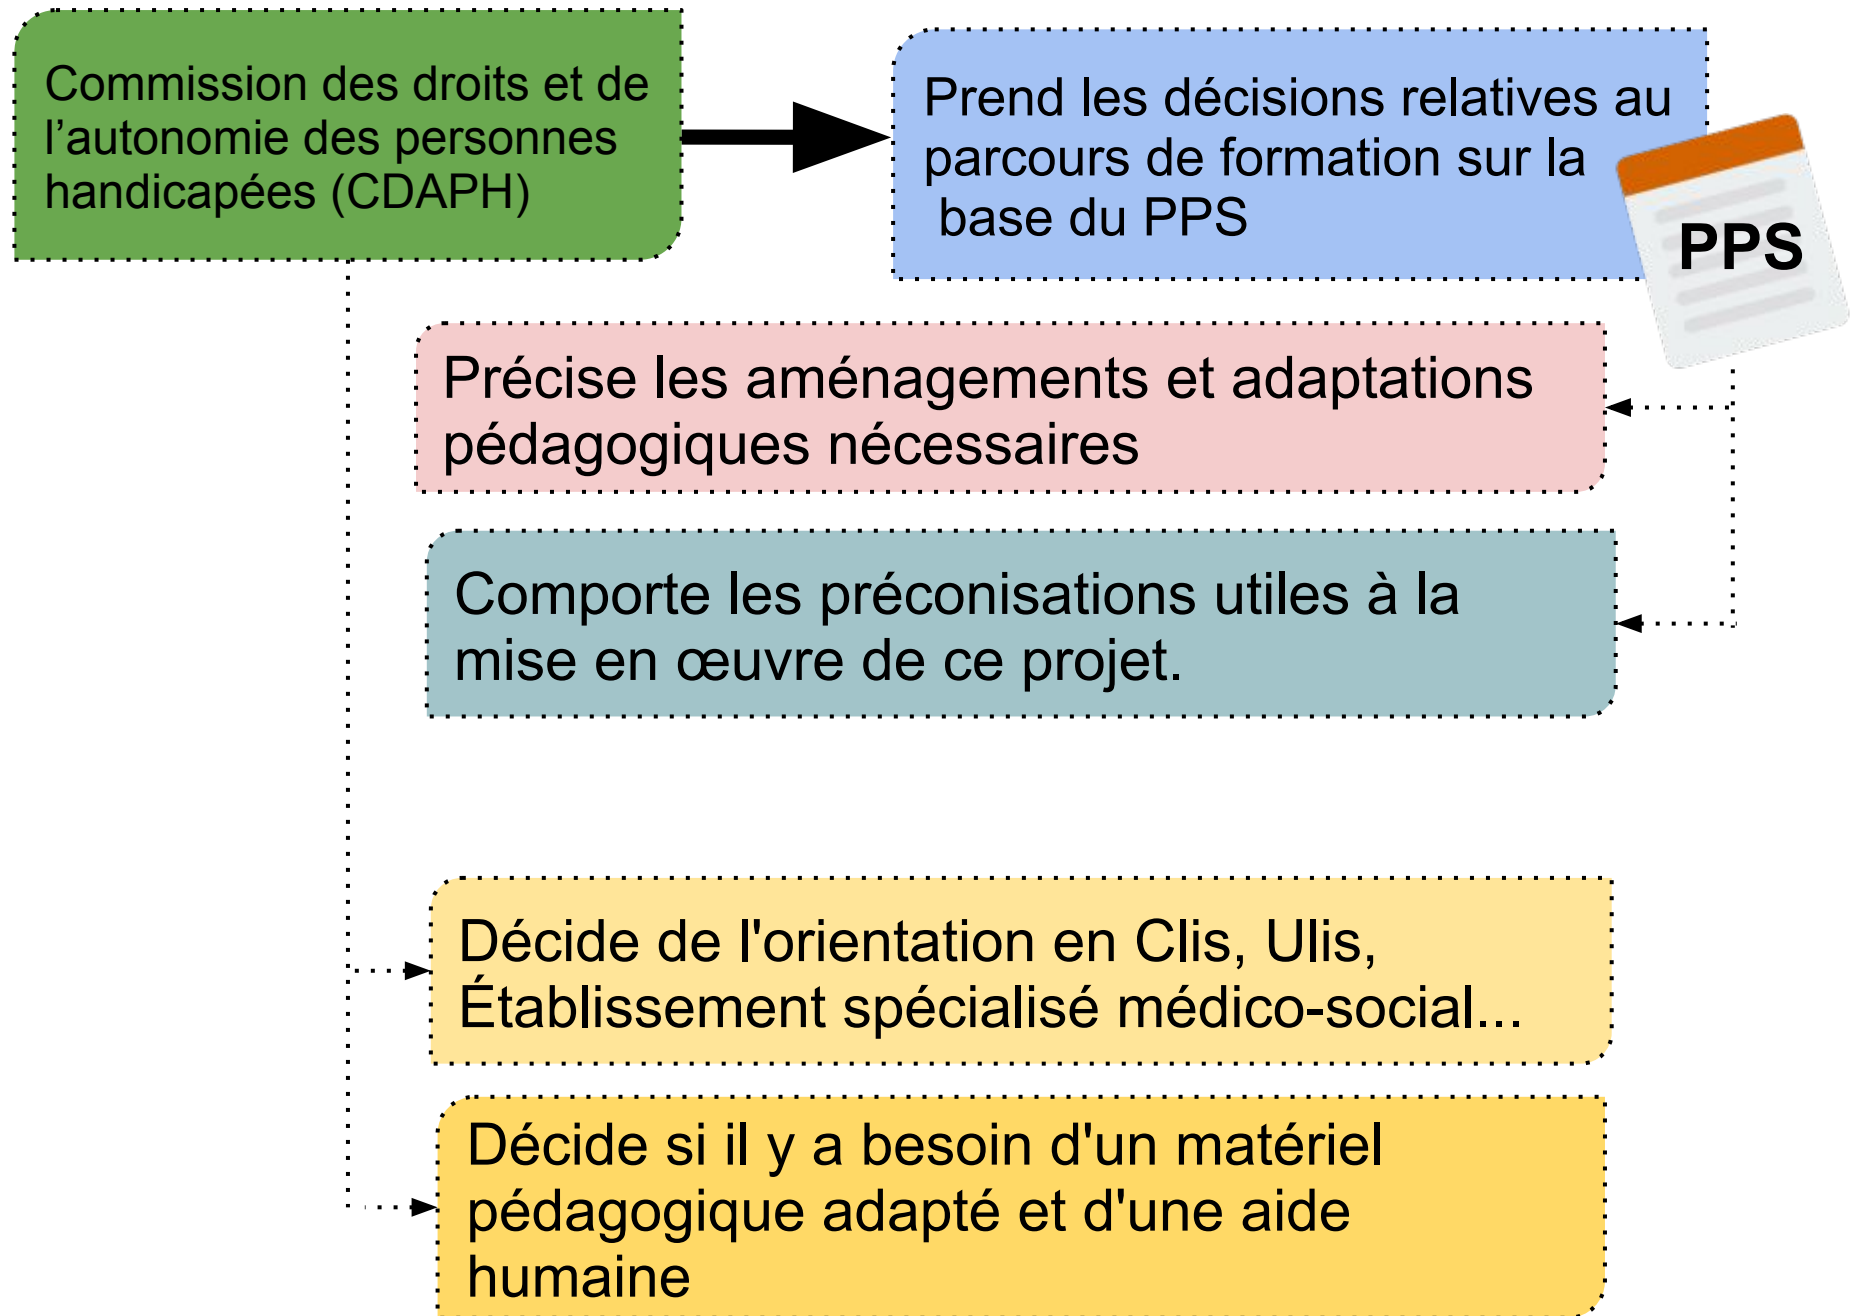 Commission des droits et de
l’autonomie des personnes
handicapées (CDAPH)
Prend les décisions relatives au
parcours de formation sur la
base du PPS
PPS
Précise les aménagements et adaptations
pédagogiques nécessaires
Comporte les préconisations utiles à la
mise en œuvre de ce projet.
Décide de l'orientation en Clis, Ulis,
Établissement spécialisé médico-social...
Décide si il y a besoin d'un matériel
pédagogique adapté et d'une aide
humaine